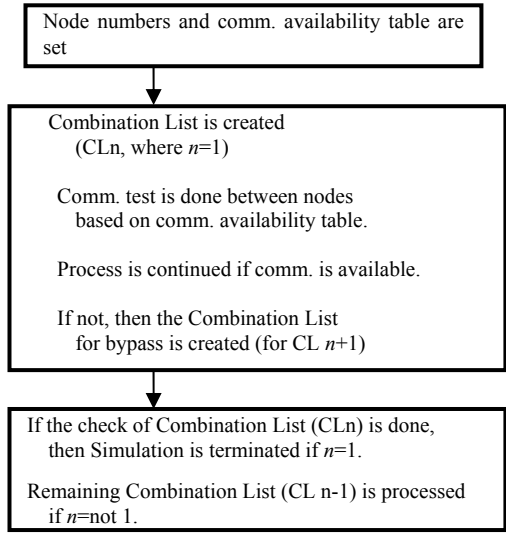 Node numbers and comm. availability table are
set
Combination List is created
(CLn, where n=1)
Comm. test is done between nodes
based on comm. availability table.
Process is continued if comm. is available.
If not, then the Combination List
for bypass is created (for CL n+1)
If the check of Combination List (CLn) is done,
then Simulation is terminated if n=1.
Remaining Combination List (CL n-1) is processed
if n=not 1.